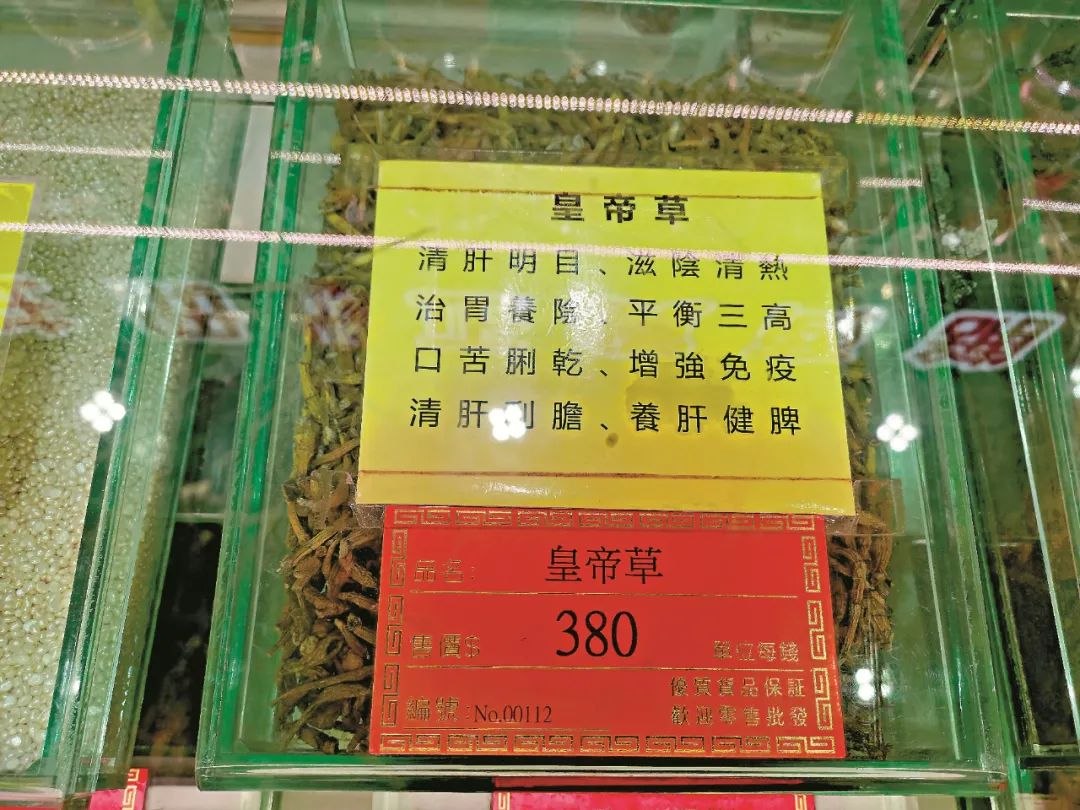 皇帝草
清肝明目、滋陰清熱
治胃養陰、平衡三高
口苦脷乾、增強免疫
清肝利膽、養肝健脾
品名: 皇帝草
售價$ 380 單位每錢
優質貨品保証
編號:No.00112 歡迎零售批發